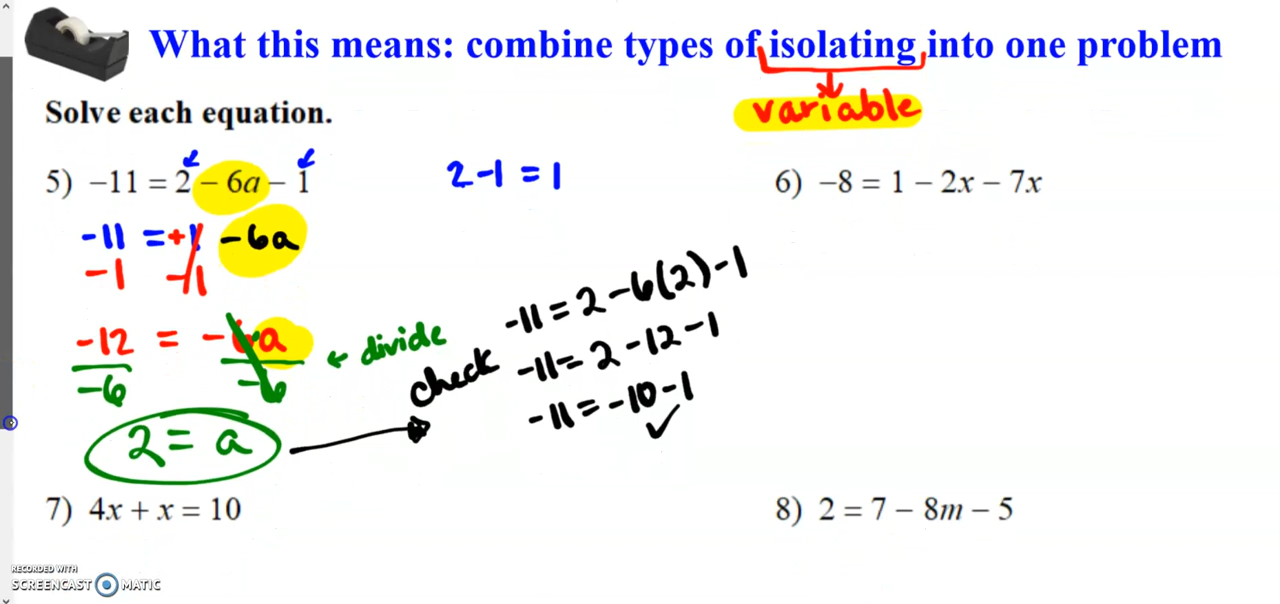 What this means: combine types of isolating into one problem
variable
Solve each equation.
5) −11 = 2 − 6a − 1
2-1 = 1
6) −8 = 1 − 2x − 7x
-11 = +1 -6a
-1 -1
-12 = -6a
-6 -6
← divide
2 = a
check
-11 = 2 - 6(2) - 1
-11 = 2 - 12 - 1
-11 = -10 - 1
✓
7) 4x + x = 10
8) 2 = 7 − 8m − 5
RECORDED WITH
SCREENCAST MATIC